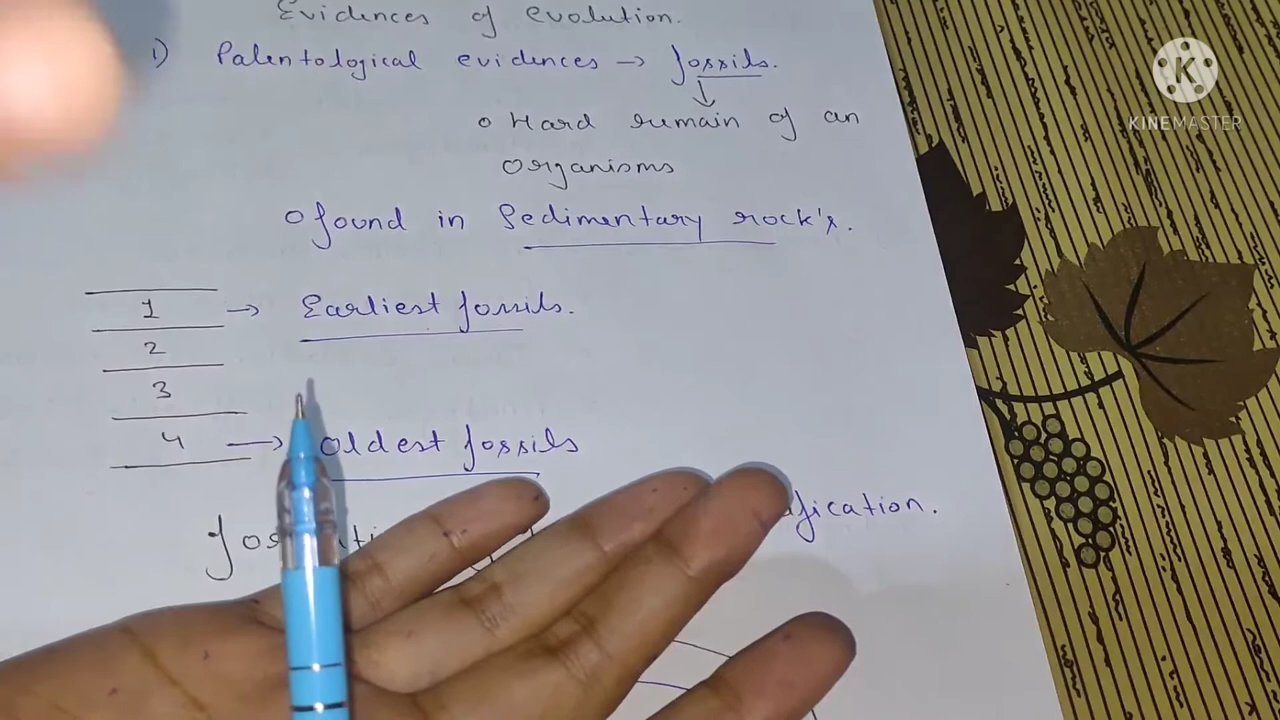 Evidences of evolution.
1) Palentological evidences → fossils.
o Hard remain of an
organisms
o found in Sedimentary rock's.
1 → Earliest fossils.
2
3
4 → oldest fossils
K
KINEMASTER